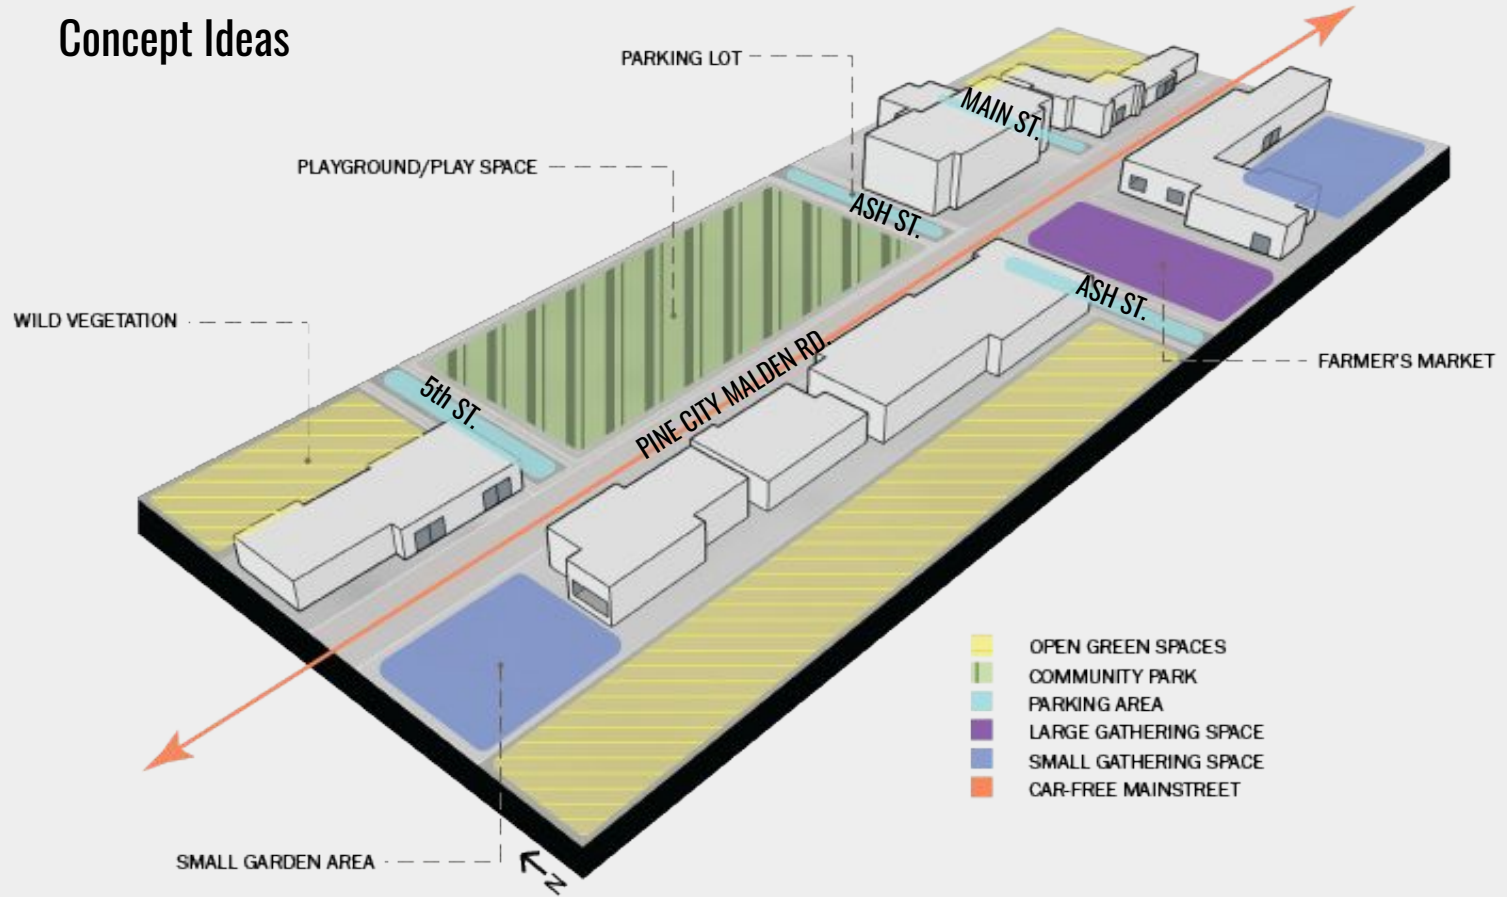 Concept Ideas
PARKING LOT
MAIN ST.
PLAYGROUND/PLAY SPACE
ASH ST.
WILD VEGETATION
ASH ST.
PINE CITY MALDEN RD.
FARMER'S MARKET
5th ST.
OPEN GREEN SPACES
COMMUNITY PARK
PARKING AREA
LARGE GATHERING SPACE
SMALL GATHERING SPACE
CAR-FREE MAINSTREET
SMALL GARDEN AREA
N